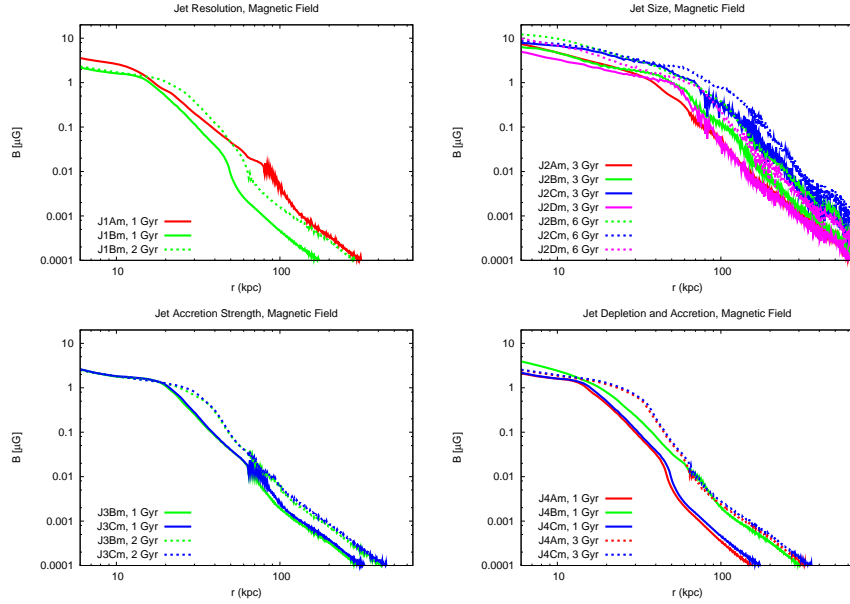 Jet Resolution, Magnetic Field
B [μG]
10
1
0.1
0.01
0.001
0.0001
J1Am, 1 Gyr
J1Bm, 1 Gyr
J1Bm, 2 Gyr
10
100
r (kpc)
Jet Size, Magnetic Field
B [μG]
10
1
0.1
0.01
0.001
0.0001
J2Am, 3 Gyr
J2Bm, 3 Gyr
J2Cm, 3 Gyr
J2Dm, 3 Gyr
J2Bm, 6 Gyr
J2Cm, 6 Gyr
J2Dm, 6 Gyr
10
100
r (kpc)
Jet Accretion Strength, Magnetic Field
B [μG]
10
1
0.1
0.01
0.001
0.0001
J3Bm, 1 Gyr
J3Cm, 1 Gyr
J3Bm, 2 Gyr
J3Cm, 2 Gyr
10
100
r (kpc)
Jet Depletion and Accretion, Magnetic Field
B [μG]
10
1
0.1
0.01
0.001
0.0001
J4Am, 1 Gyr
J4Bm, 1 Gyr
J4Cm, 1 Gyr
J4Am, 3 Gyr
J4Cm, 3 Gyr
10
100
r (kpc)